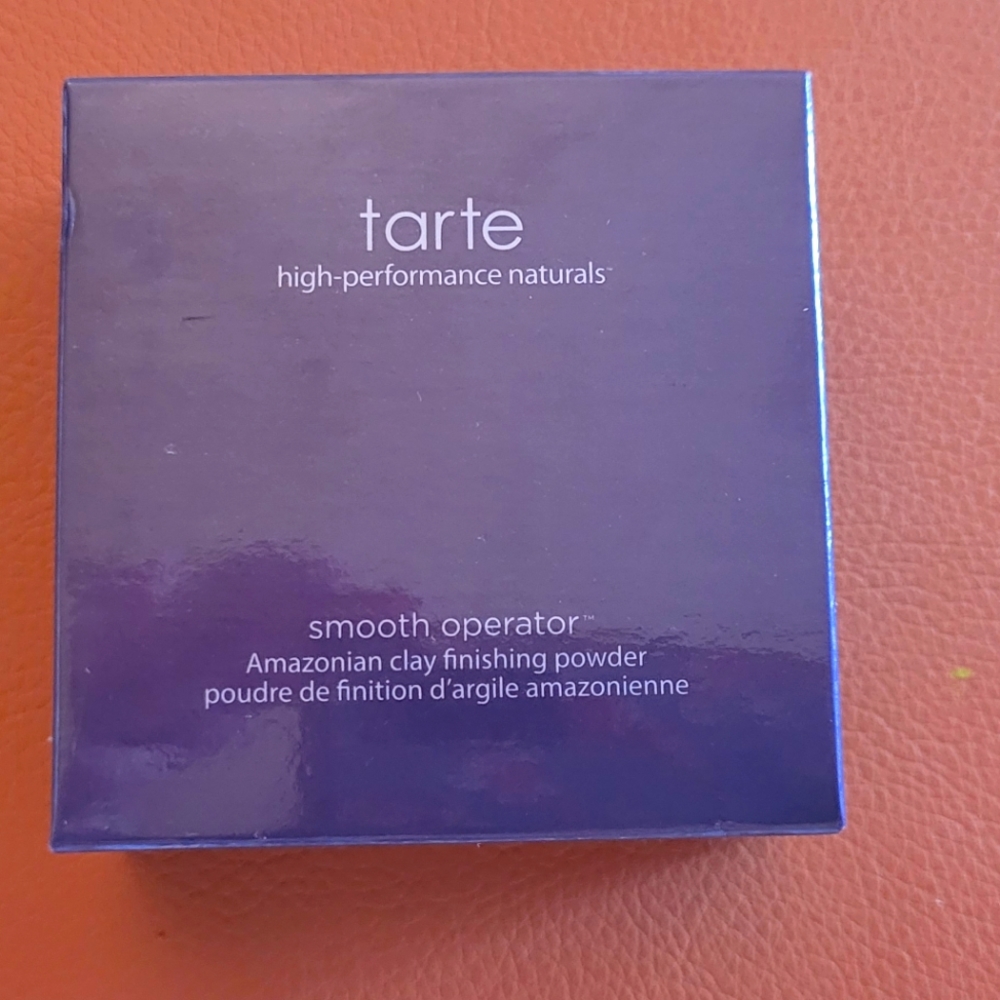 tarte
high-performance naturals™
smooth operator™
Amazonian clay finishing powder
poudre de finition d'argile amazonienne